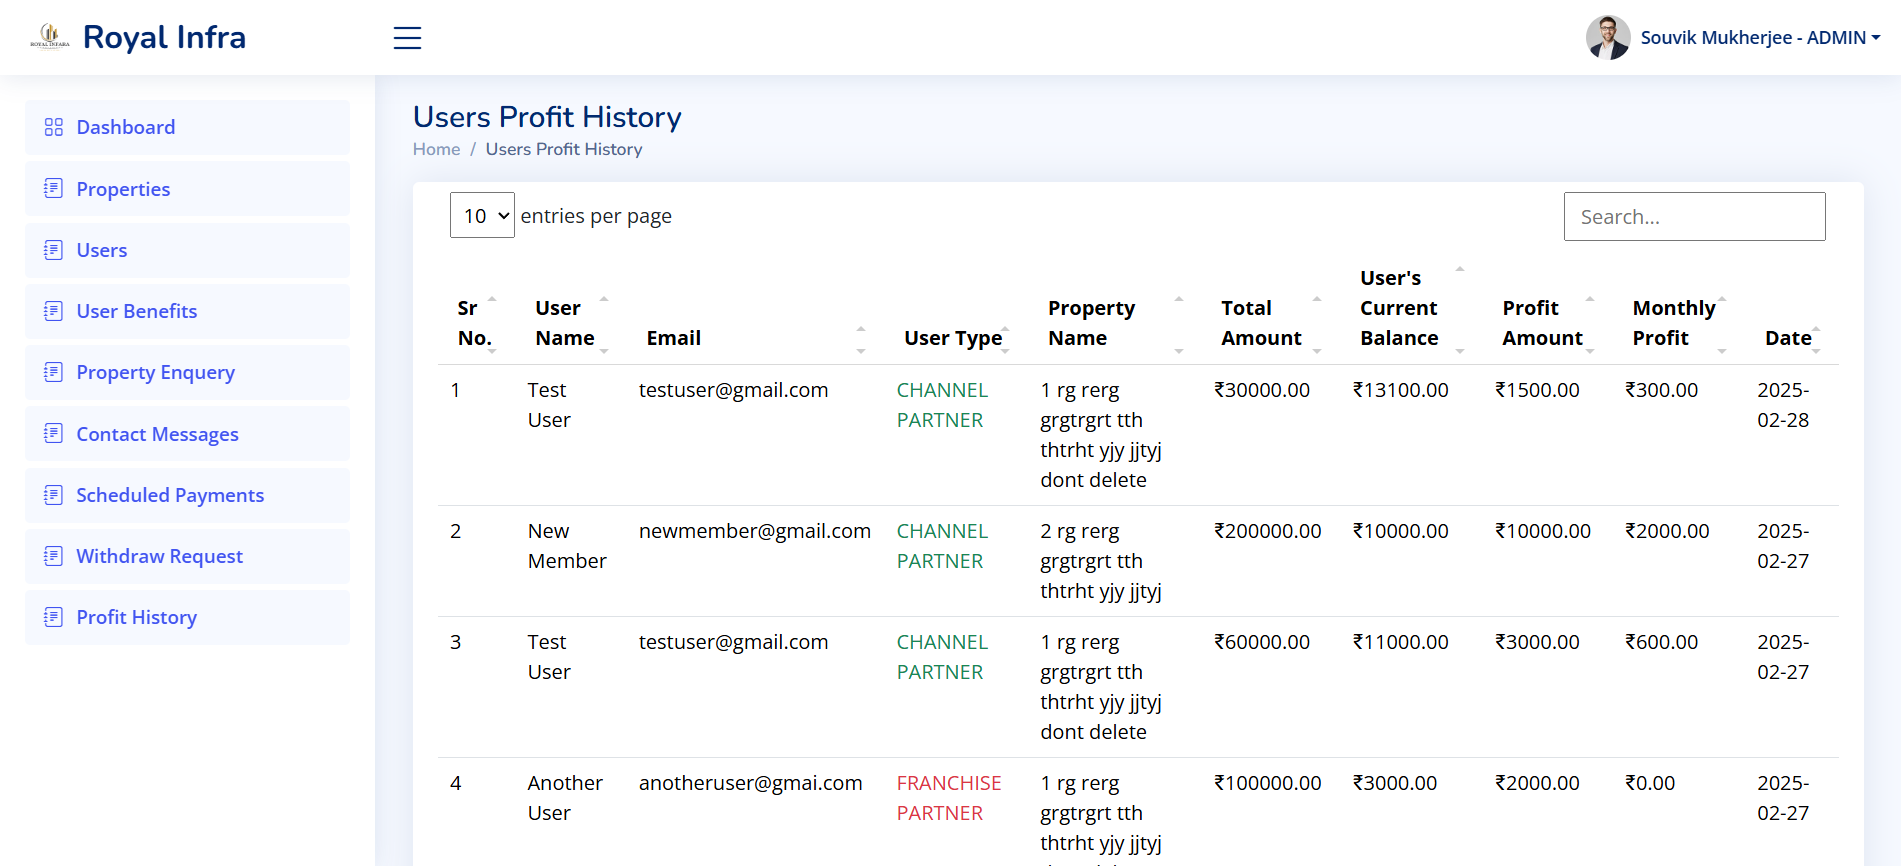 ROYAL INFARA
Royal Infra
Souvik Mukherjee - ADMIN
Dashboard
Properties
Users
User Benefits
Property Enquery
Contact Messages
Scheduled Payments
Withdraw Request
Profit History
Users Profit History
Home / Users Profit History
10 entries per page
Search...
Sr No. User Name Email User Type Property Name Total Amount User's Current Balance Profit Amount Monthly Profit Date
1 Test testuser@gmail.com CHANNEL 1 rg rerg ₹30000.00 ₹13100.00 ₹1500.00 ₹300.00 2025-
User PARTNER grgtrgrt tth 02-28
thtrht yjy jjtyj
dont delete
2 New newmember@gmail.com CHANNEL 2 rg rerg ₹200000.00 ₹10000.00 ₹10000.00 ₹2000.00 2025-
Member PARTNER grgtrgrt tth 02-27
thtrht yjy jjtyj
3 Test testuser@gmail.com CHANNEL 1 rg rerg ₹60000.00 ₹11000.00 ₹3000.00 ₹600.00 2025-
User PARTNER grgtrgrt tth 02-27
thtrht yjy jjtyj
dont delete
4 Another anotheruser@gmai.com FRANCHISE 1 rg rerg ₹100000.00 ₹3000.00 ₹2000.00 ₹0.00 2025-
User PARTNER grgtrgrt tth 02-27
thtrht yjy jjtyj